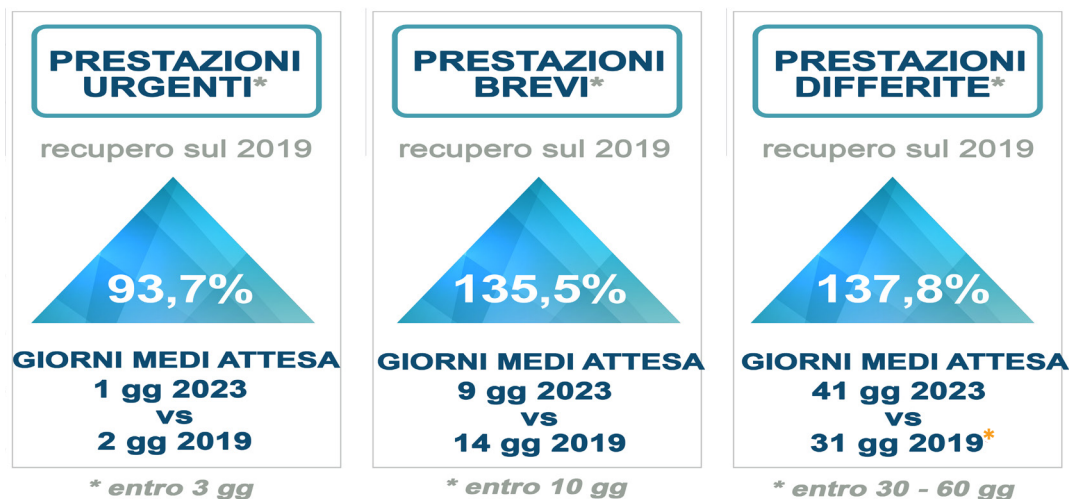 PRESTAZIONI
URGENTI*
recupero sul 2019
93,7%
GIORNI MEDI ATTESA
1 gg 2023
vs
2 gg 2019
* entro 3 gg
PRESTAZIONI
BREVI*
recupero sul 2019
135,5%
GIORNI MEDI ATTESA
9 gg 2023
vs
14 gg 2019
* entro 10 gg
PRESTAZIONI
DIFFERITE*
recupero sul 2019
137,8%
GIORNI MEDI ATTESA
41 gg 2023
vs
31 gg 2019*
* entro 30 - 60 gg